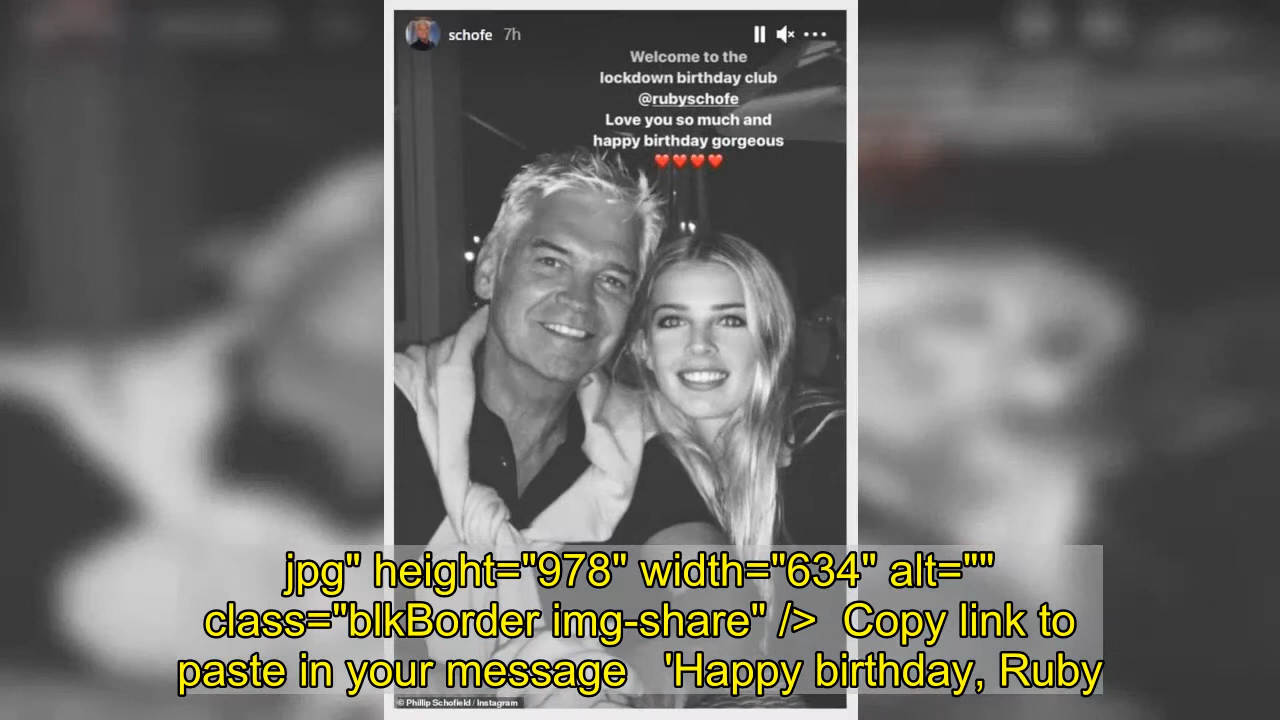 schofe 7h
Welcome to the
lockdown birthday club
@rubyschofe
Love you so much and
happy birthday gorgeous
❤️❤️❤️❤️
jpg" height="978" width="634" alt=""
class="blkBorder img-share" /> Copy link to
paste in your message 'Happy birthday, Ruby
© Phillip Schofield / Instagram